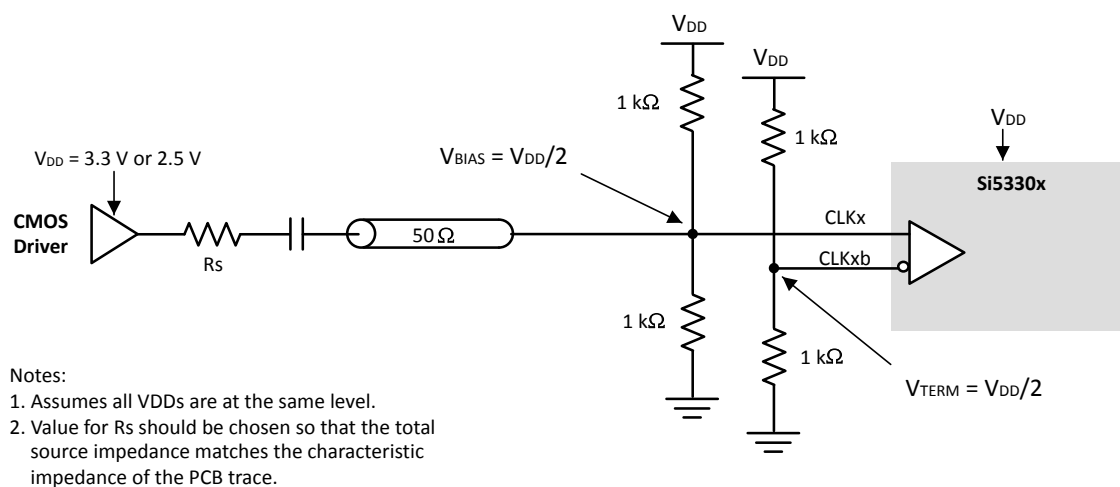 VDD
VDD
1 kΩ
1 kΩ
VDD
VDD = 3.3 V or 2.5 V
VBIAS = VDD/2
Si5330x
CMOS
Driver
CLKx
50Ω
CLKxb
Rs
1 kΩ
1 kΩ
VTERM = VDD/2
Notes:
1. Assumes all VDDs are at the same level.
2. Value for Rs should be chosen so that the total
source impedance matches the characteristic
impedance of the PCB trace.